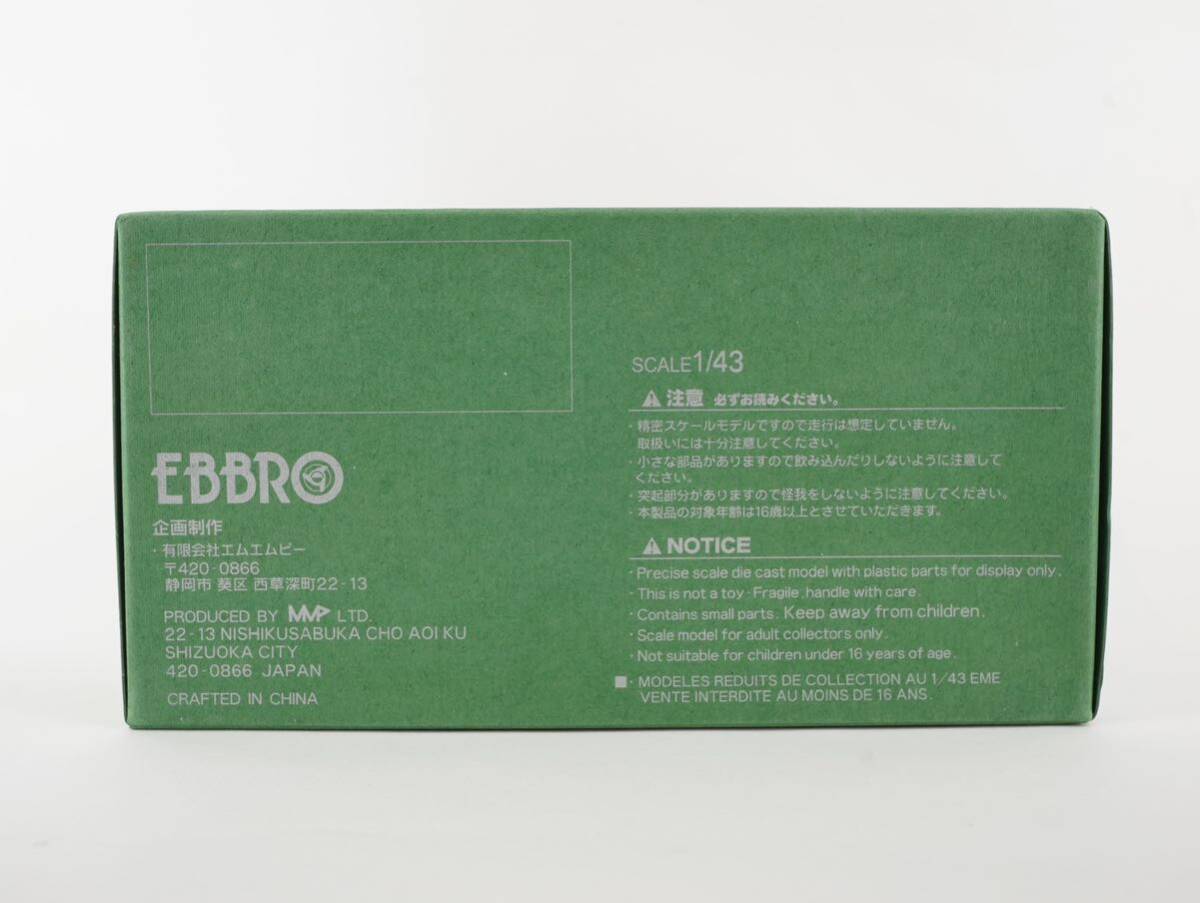 EBBRO
企画制作
・有限会社エムエムピー
〒420-0866
静岡市 葵区 西草深町22-13
PRODUCED BY MMP LTD.
22-13 NISHIKUSABUKA CHO AOI KU
SHIZUOKA CITY
420-0866 JAPAN
CRAFTED IN CHINA
SCALE1/43
注意 必ずお読みください。
・精密スケールモデルですので走行は想定していません。
取扱いには十分注意してください。
・小さな部品がありますので飲み込んだりしないように注意して
ください。
・突起部分がありますので怪我をしないように注意してください。
・本製品の対象年齢は16歳以上とさせていただきます。
NOTICE
・Precise scale die cast model with plastic parts for display only.
・This is not a toy・Fragile, handle with care.
・Contains small parts. Keep away from children.
・Scale model for adult collectors only.
・Not suitable for children under 16 years of age.
■・MODELES REDUITS DE COLLECTION AU 1/43 EME
VENTE INTERDITE AU MOINS DE 16 ANS.